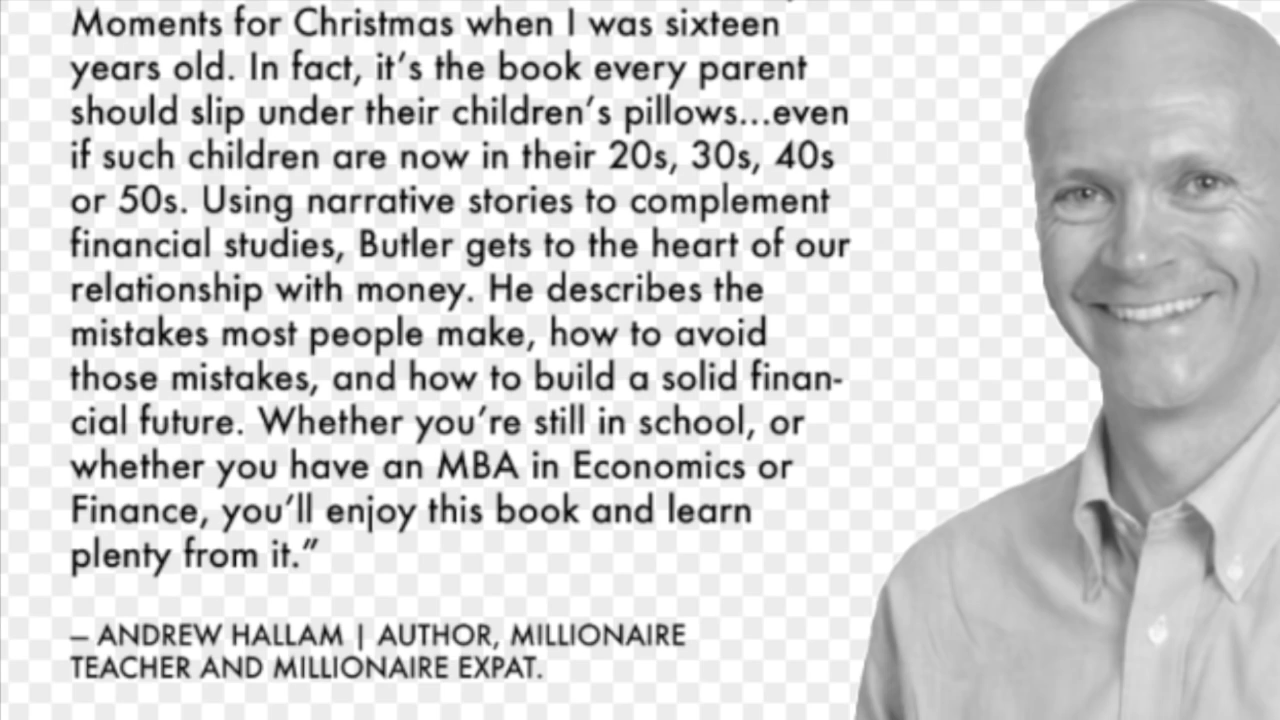 Moments for Christmas when I was sixteen
years old. In fact, it's the book every parent
should slip under their children's pillows...even
if such children are now in their 20s, 30s, 40s
or 50s. Using narrative stories to complement
financial studies, Butler gets to the heart of our
relationship with money. He describes the
mistakes most people make, how to avoid
those mistakes, and how to build a solid finan-
cial future. Whether you're still in school, or
whether you have an MBA in Economics or
Finance, you'll enjoy this book and learn
plenty from it.”
– ANDREW HALLAM | AUTHOR, MILLIONAIRE
TEACHER AND MILLIONAIRE EXPAT.